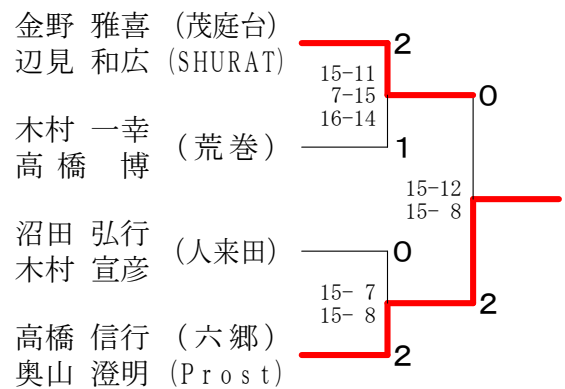 金野 雅喜 (茂庭台)
辺見 和広 (SHURAT)
2
15-11
7-15
16-14
0
木村 一幸
高橋 博
(荒巻)
1
15-12
15- 8
沼田 弘行
木村 宣彦
(人来田)
0
15- 7
15- 8
2
高橋 信行 (六郷)
奥山 澄明 (Prost)
2